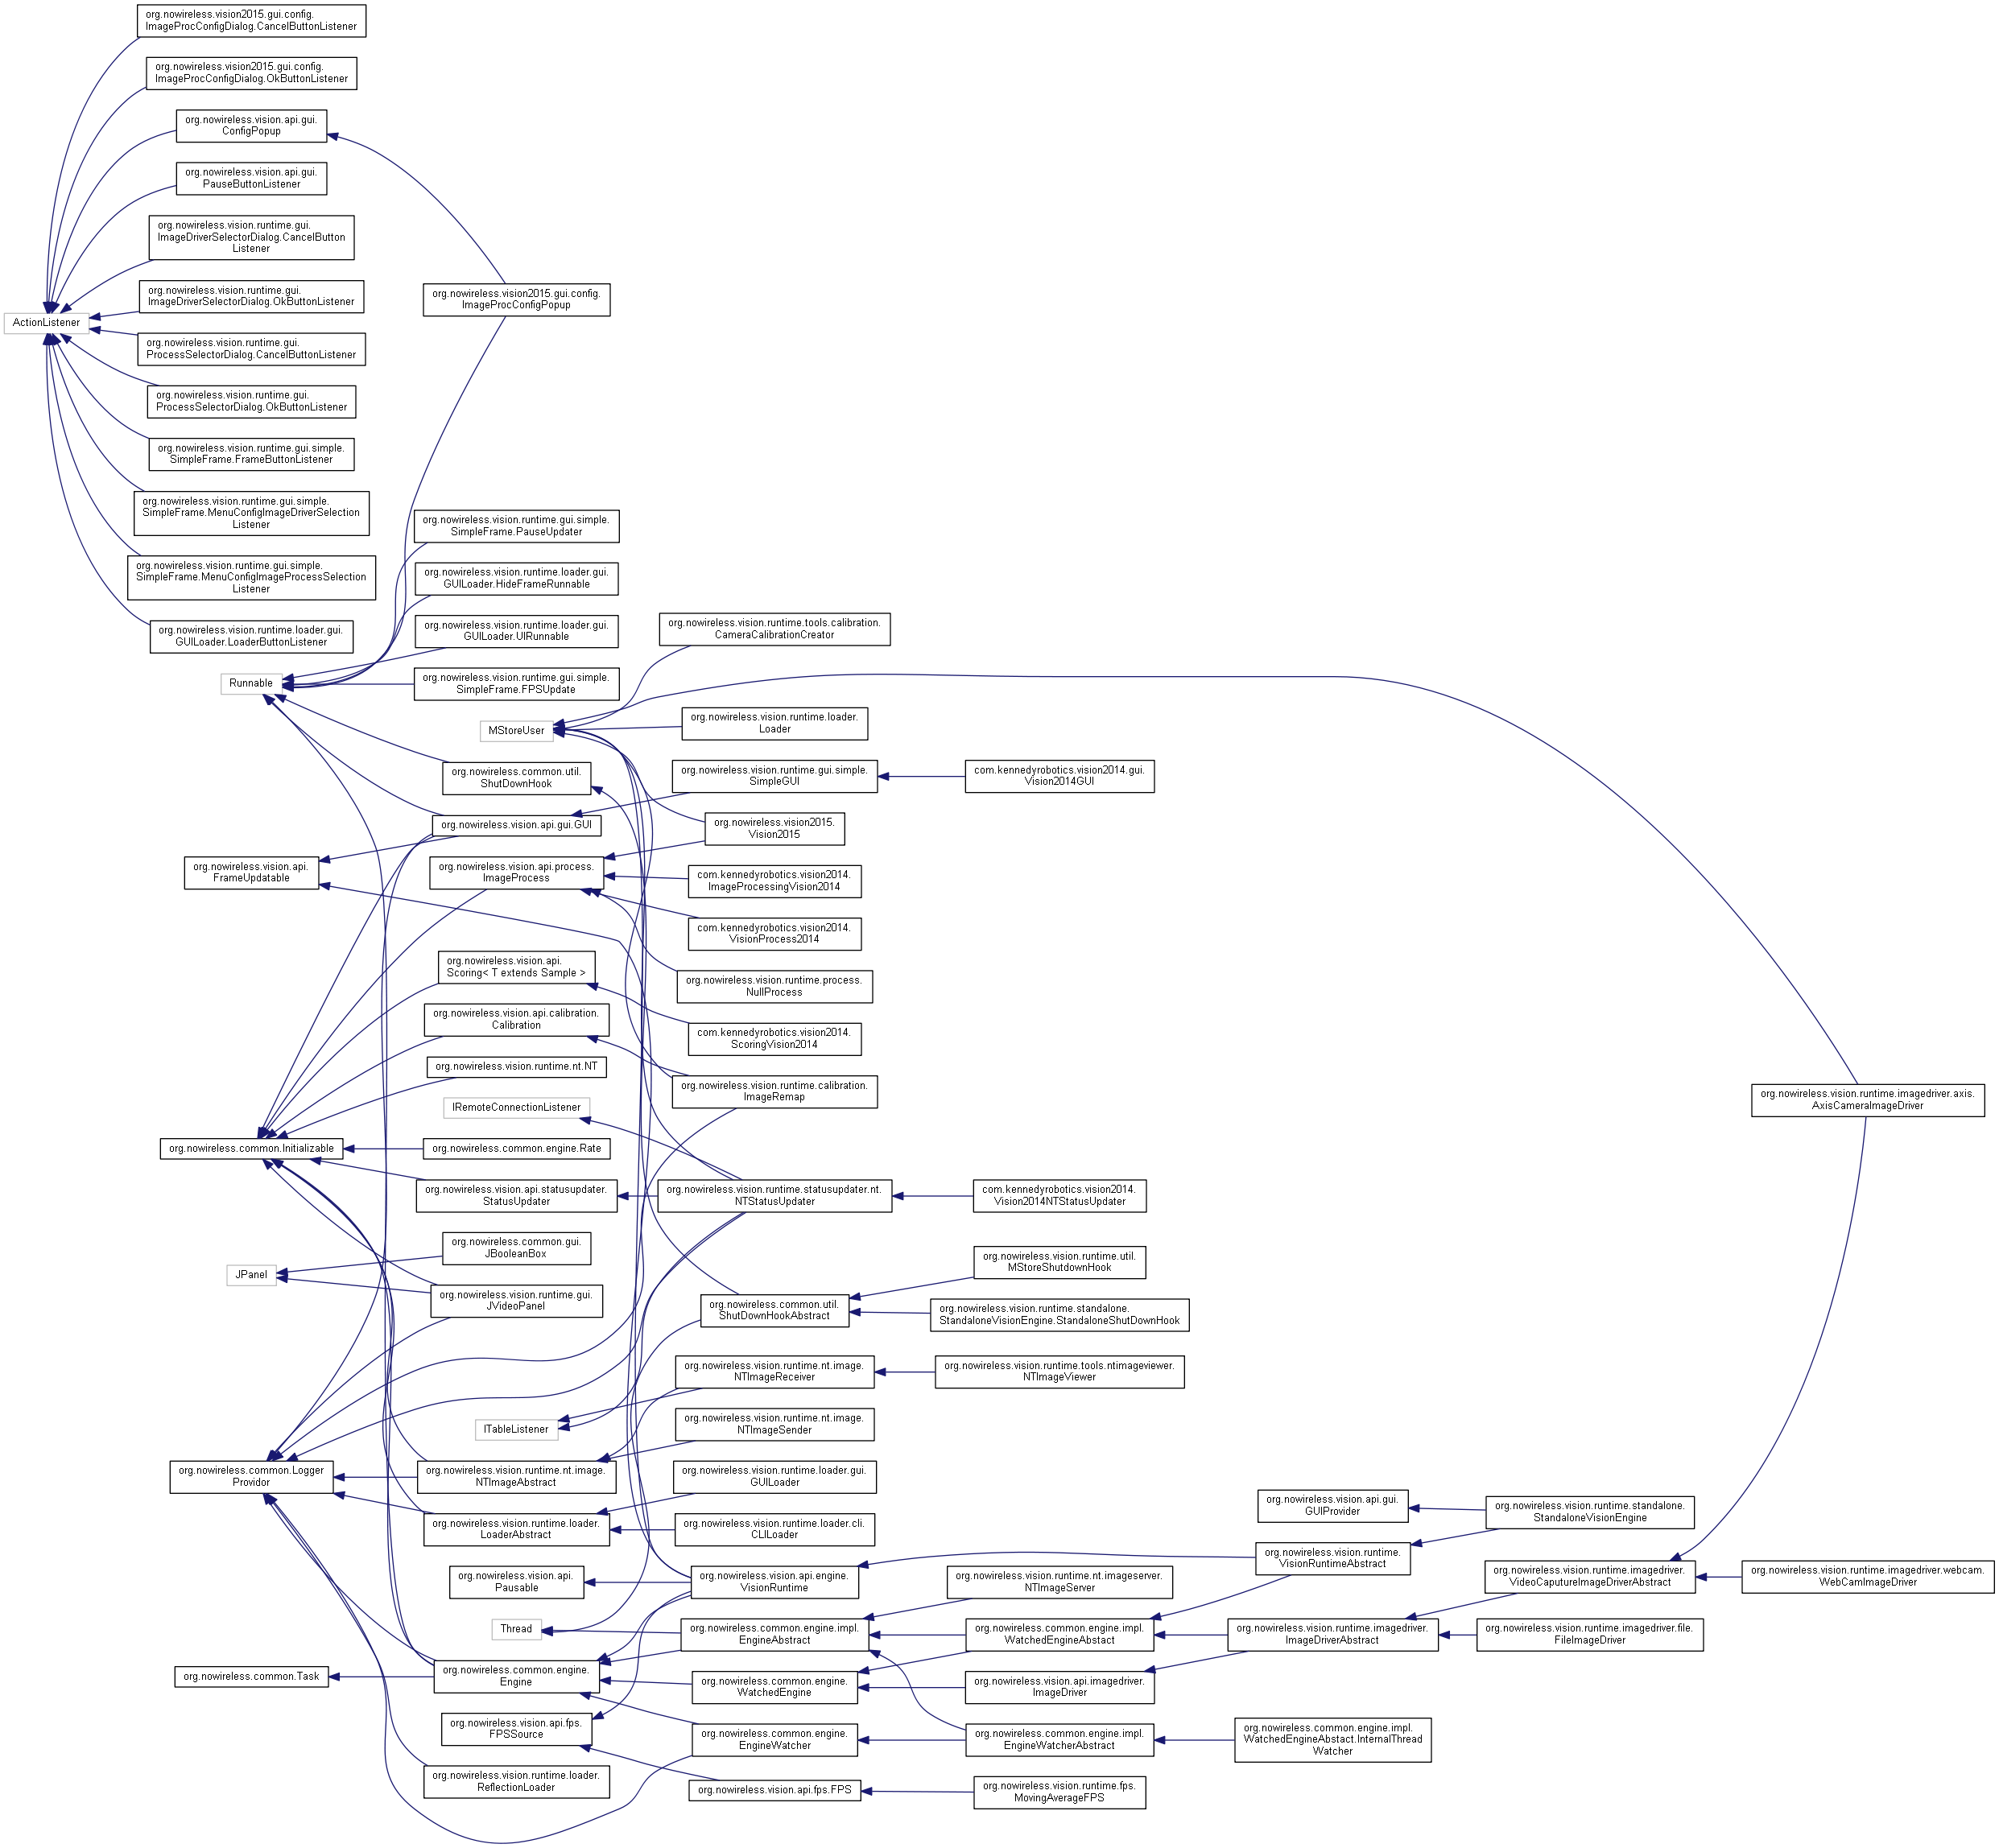 org.nowireless.vision2015.gui.config.
ImageProcConfigDialog.CancelButtonListener
org.nowireless.vision2015.gui.config.
ImageProcConfigDialog.OkButtonListener
org.nowireless.vision.api.gui.
ConfigPopup
org.nowireless.vision.api.gui.
PauseButtonListener
org.nowireless.vision.runtime.gui.
ImageDriverSelectorDialog.CancelButton
Listener
org.nowireless.vision.runtime.gui.
ImageDriverSelectorDialog.OkButtonListener
ActionListener
org.nowireless.vision.runtime.gui.
ProcessSelectorDialog.CancelButtonListener
org.nowireless.vision.runtime.gui.
ProcessSelectorDialog.OkButtonListener
org.nowireless.vision.runtime.gui.simple.
SimpleFrame.FrameButtonListener
org.nowireless.vision.runtime.gui.simple.
SimpleFrame.MenuConfigImageDriverSelection
Listener
org.nowireless.vision.runtime.gui.simple.
SimpleFrame.MenuConfigImageProcessSelection
Listener
org.nowireless.vision.runtime.loader.gui.
GUILoader.LoaderButtonListener
Runnable
org.nowireless.vision.api.
FrameUpdatable
org.nowireless.common.Initializable
JPanel
org.nowireless.common.Logger
Providor
org.nowireless.common.Task
org.nowireless.vision2015.gui.config.
ImageProcConfigPopup
org.nowireless.vision.runtime.gui.simple.
SimpleFrame.PauseUpdater
org.nowireless.vision.runtime.loader.gui.
GUILoader.HideFrameRunnable
org.nowireless.vision.runtime.loader.gui.
GUILoader.UIRunnable
org.nowireless.vision.runtime.gui.simple.
SimpleFrame.FPSUpdate
MStoreUser
org.nowireless.common.util.
ShutDownHook
org.nowireless.vision.api.gui.GUI
org.nowireless.vision.api.process.
ImageProcess
org.nowireless.vision.api.
Scoring< T extends Sample >
org.nowireless.vision.api.calibration.
Calibration
org.nowireless.vision.runtime.nt.NT
IRemoteConnectionListener
org.nowireless.common.engine.Rate
org.nowireless.vision.api.statusupdater.
StatusUpdater
org.nowireless.common.gui.
JBooleanBox
org.nowireless.vision.runtime.gui.
JVideoPanel
ITableListener
org.nowireless.vision.runtime.nt.image.
NTImageAbstract
org.nowireless.vision.runtime.loader.
LoaderAbstract
org.nowireless.vision.api.
Pausable
Thread
org.nowireless.common.engine.
Engine
org.nowireless.vision.api.fps.
FPSSource
org.nowireless.vision.runtime.loader.
ReflectionLoader
org.nowireless.vision.runtime.tools.calibration.
CameraCalibrationCreator
org.nowireless.vision.runtime.loader.
Loader
org.nowireless.vision.runtime.gui.simple.
SimpleGUI
org.nowireless.vision2015.
Vision2015
com.kennedyrobotics.vision2014.
ImageProcessingVision2014
com.kennedyrobotics.vision2014.
VisionProcess2014
org.nowireless.vision.runtime.process.
NullProcess
com.kennedyrobotics.vision2014.
ScoringVision2014
org.nowireless.vision.runtime.calibration.
ImageRemap
org.nowireless.vision.runtime.statusupdater.nt.
NTStatusUpdater
org.nowireless.common.util.
ShutDownHookAbstract
org.nowireless.vision.runtime.nt.image.
NTImageReceiver
org.nowireless.vision.runtime.nt.image.
NTImageSender
org.nowireless.vision.runtime.loader.gui.
GUILoader
org.nowireless.vision.runtime.loader.cli.
CLILoader
org.nowireless.vision.api.engine.
VisionRuntime
org.nowireless.common.engine.impl.
EngineAbstract
org.nowireless.common.engine.
WatchedEngine
org.nowireless.common.engine.
EngineWatcher
org.nowireless.vision.api.fps.FPS
com.kennedyrobotics.vision2014.gui.
Vision2014GUI
com.kennedyrobotics.vision2014.
Vision2014NTStatusUpdater
org.nowireless.vision.runtime.util.
MStoreShutdownHook
org.nowireless.vision.runtime.standalone.
StandaloneVisionEngine.StandaloneShutDownHook
org.nowireless.vision.runtime.tools.ntimageviewer.
NTImageViewer
org.nowireless.vision.runtime.nt.imageserver.
NTImageServer
org.nowireless.common.engine.impl.
WatchedEngineAbstact
org.nowireless.vision.api.imagedriver.
ImageDriver
org.nowireless.common.engine.impl.
EngineWatcherAbstract
org.nowireless.vision.runtime.fps.
MovingAverageFPS
org.nowireless.vision.api.gui.
GUIProvider
org.nowireless.vision.runtime.
VisionRuntimeAbstract
org.nowireless.vision.runtime.imagedriver.
ImageDriverAbstract
org.nowireless.common.engine.impl.
WatchedEngineAbstact.InternalThread
Watcher
org.nowireless.vision.runtime.standalone.
StandaloneVisionEngine
org.nowireless.vision.runtime.imagedriver.
VideoCaputureImageDriverAbstract
org.nowireless.vision.runtime.imagedriver.file.
FileImageDriver
org.nowireless.vision.runtime.imagedriver.axis.
AxisCameraImageDriver
org.nowireless.vision.runtime.imagedriver.webcam.
WebCamImageDriver